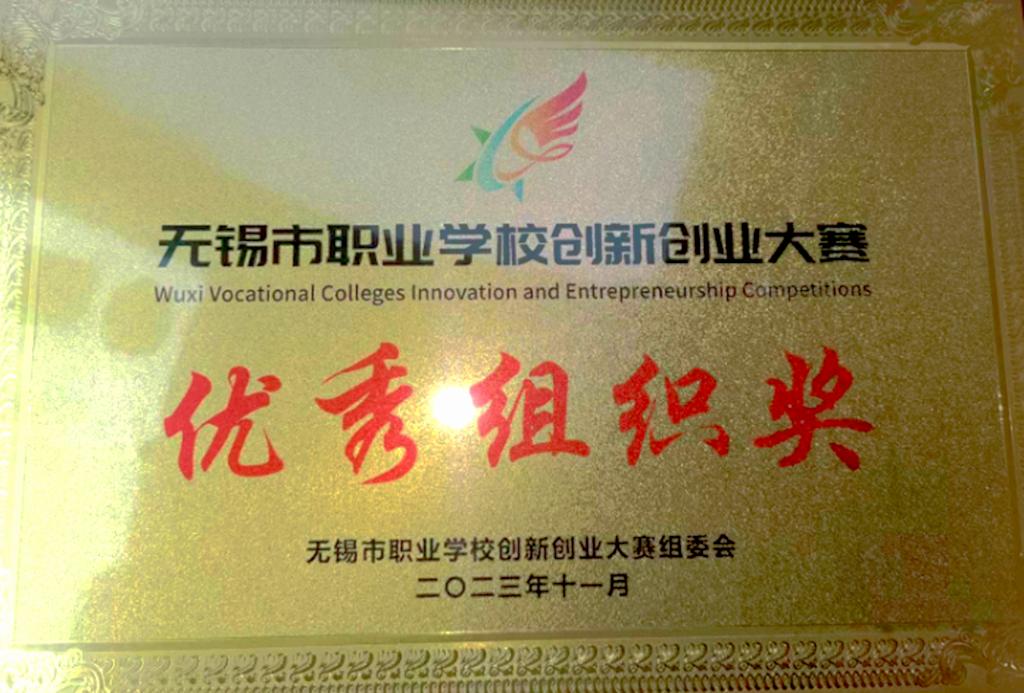 无锡市职业学校创新创业大赛
Wuxi Vocational Colleges Innovation and Entrepreneurship Competitions
优秀组织奖
无锡市职业学校创新创业大赛组委会
二〇二三年十一月